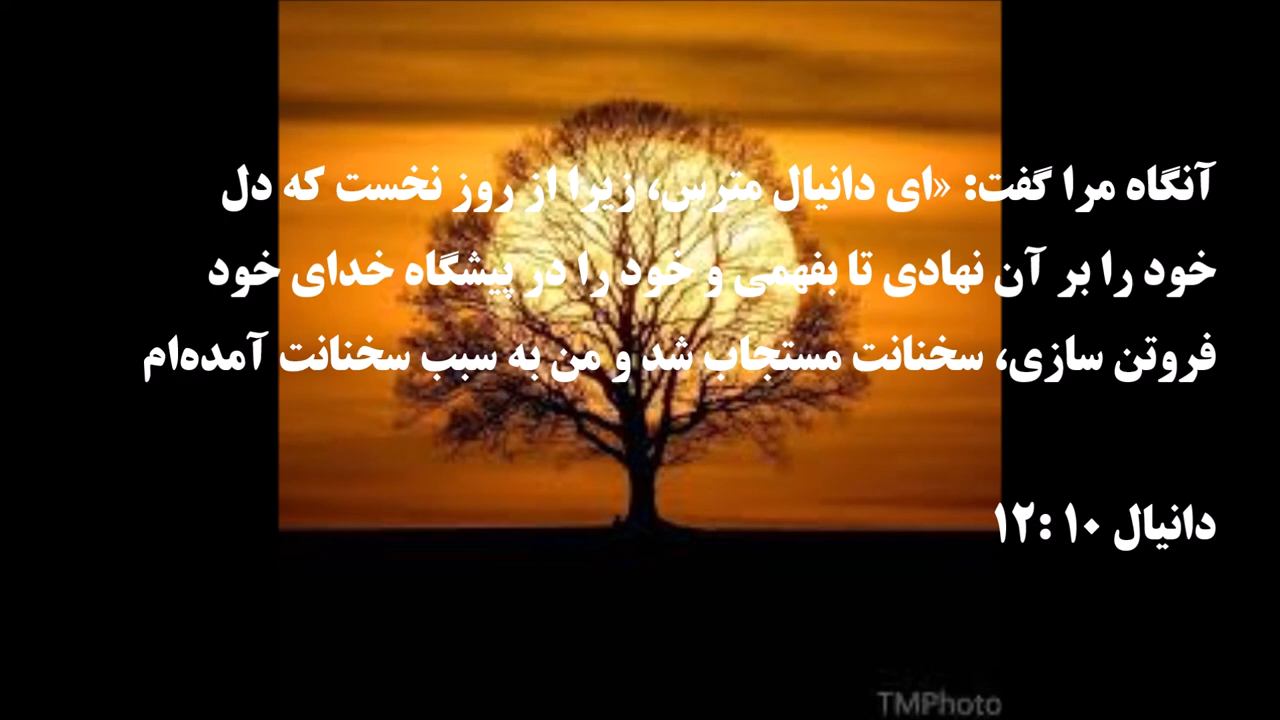 آنگاه مرا گفت: «ای دانیال مترس، زیرا از روز نخست که دل
خود را بر آن نهادی تا بفهمی و خود را در پیشگاه خدای خود
فروتن سازی، سخنانت مستجاب شد و من به سبب سخنانت آمده‌ام
دانیال ۱۰ :۱۲
TMPhoto